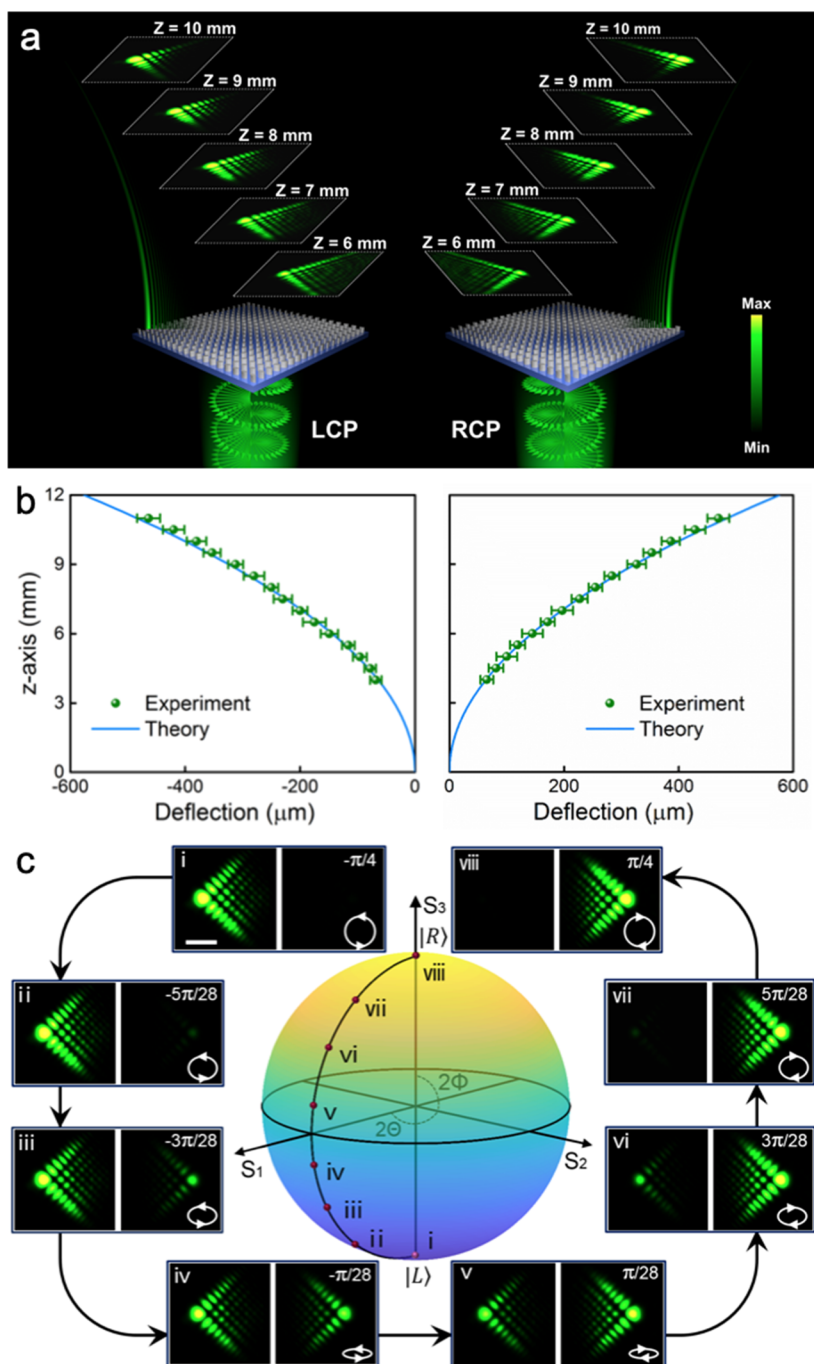 a
Z = 10 mm
Z = 10 mm
Z = 9 mm
Z = 9 mm
Z = 8 mm
Z = 8 mm
Z = 7 mm
Z = 7 mm
Z = 6 mm
Z = 6 mm
Max
Min
LCP
RCP
b
12
9
6
3
0
z-axis (mm)
Experiment
Theory
Experiment
Theory
-600
-400
-200
0
0
200
400
600
Deflection (μm)
Deflection (μm)
c
i
-π/4
viii
π/4
S3
|R⟩
viii
ii
-5π/28
vii
vii
5π/28
vi
2Φ
v
2Θ
iii
-3π/28
S1
S2
vi
3π/28
iv
iii
ii
i
|L⟩
iv
-π/28
v
π/28